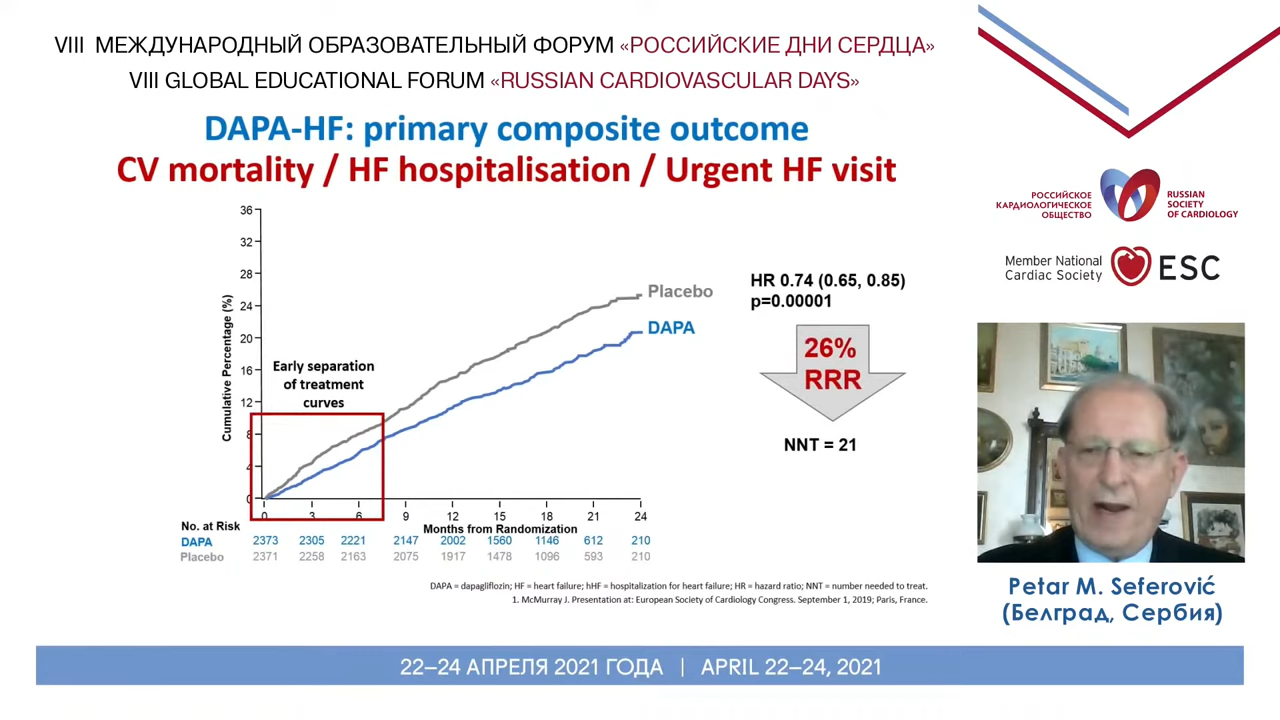 VIII МЕЖДУНАРОДНЫЙ ОБРАЗОВАТЕЛЬНЫЙ ФОРУМ «РОССИЙСКИЕ ДНИ СЕРДЦА»
VIII GLOBAL EDUCATIONAL FORUM «RUSSIAN CARDIOVASCULAR DAYS»
DAPA-HF: primary composite outcome
CV mortality / HF hospitalisation / Urgent HF visit
Cumulative Percentage (%)
36
32
28
24
20
16
12
8
4
0
Placebo
DAPA
Early separation
of treatment
curves
0 3 6 9 12 15 18 21 24
Months from Randomization
No. at Risk
DAPA 2373 2305 2221 2147 2002 1560 1146 612 210
Placebo 2371 2258 2163 2075 1917 1478 1096 593 210
HR 0.74 (0.65, 0.85)
p=0.00001
26%
RRR
NNT = 21
DAPA = dapagliflozin; HF = heart failure; hHF = hospitalization for heart failure; HR = hazard ratio; NNT = number needed to treat.
1. McMurray J. Presentation at: European Society of Cardiology Congress. September 1, 2019; Paris, France.
РОССИЙСКОЕ
КАРДИОЛОГИЧЕСКОЕ
ОБЩЕСТВО
RUSSIAN
SOCIETY
OF CARDIOLOGY
Member National
Cardiac Society
ESC
Petar M. Seferović
(Белград, Сербия)
22–24 АПРЕЛЯ 2021 ГОДА | APRIL 22–24, 2021